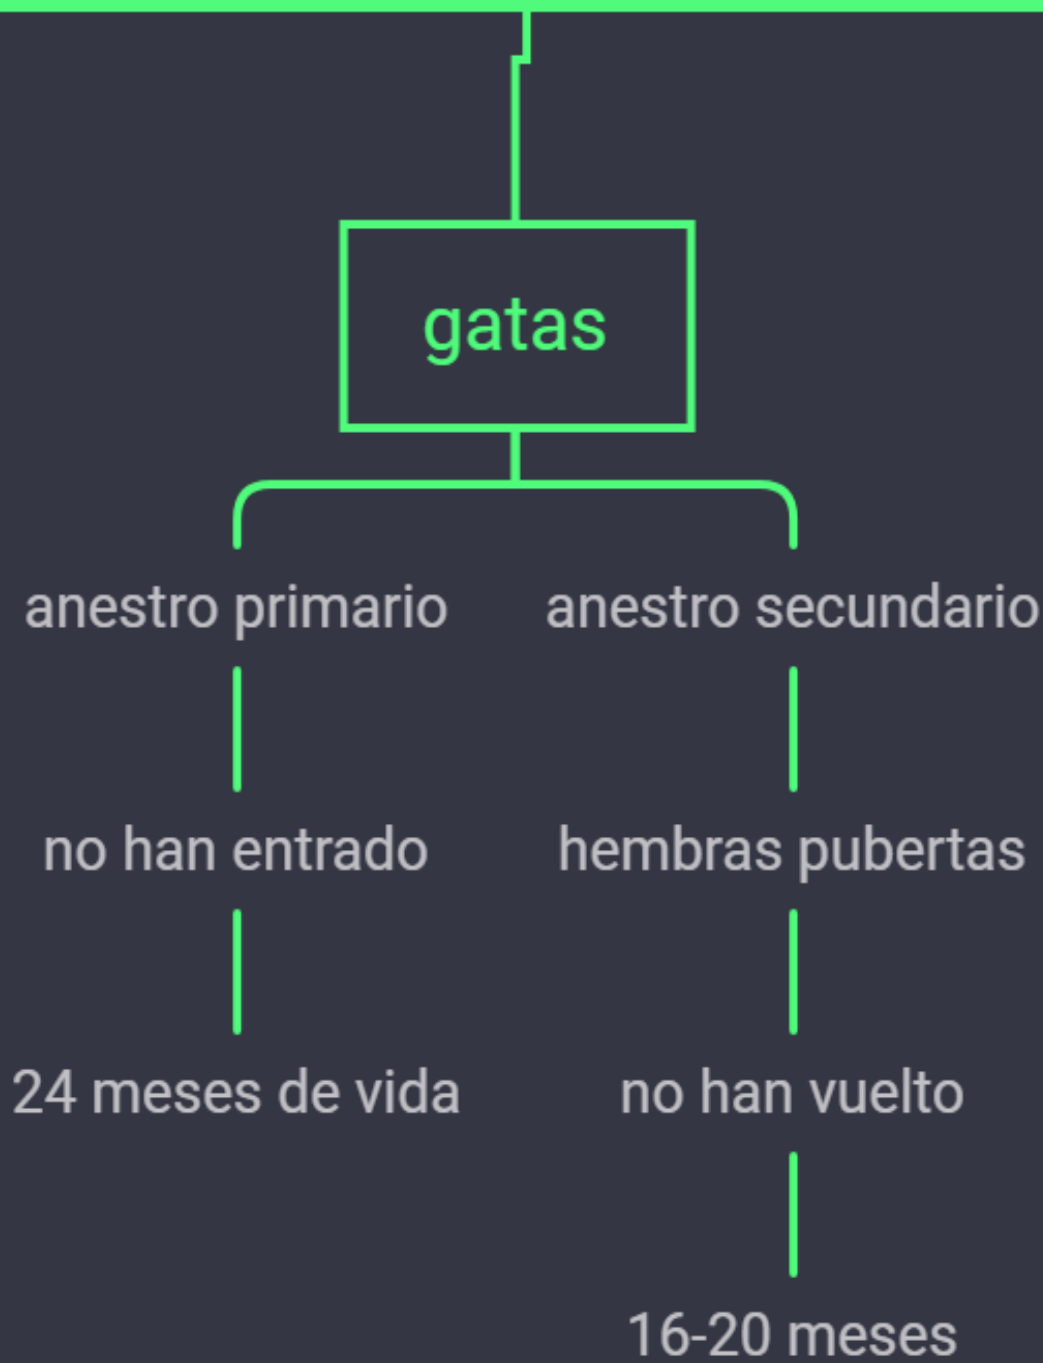 gatas
anestro primario
anestro secundario
no han entrado
hembras pubertas
24 meses de vida
no han vuelto
16-20 meses